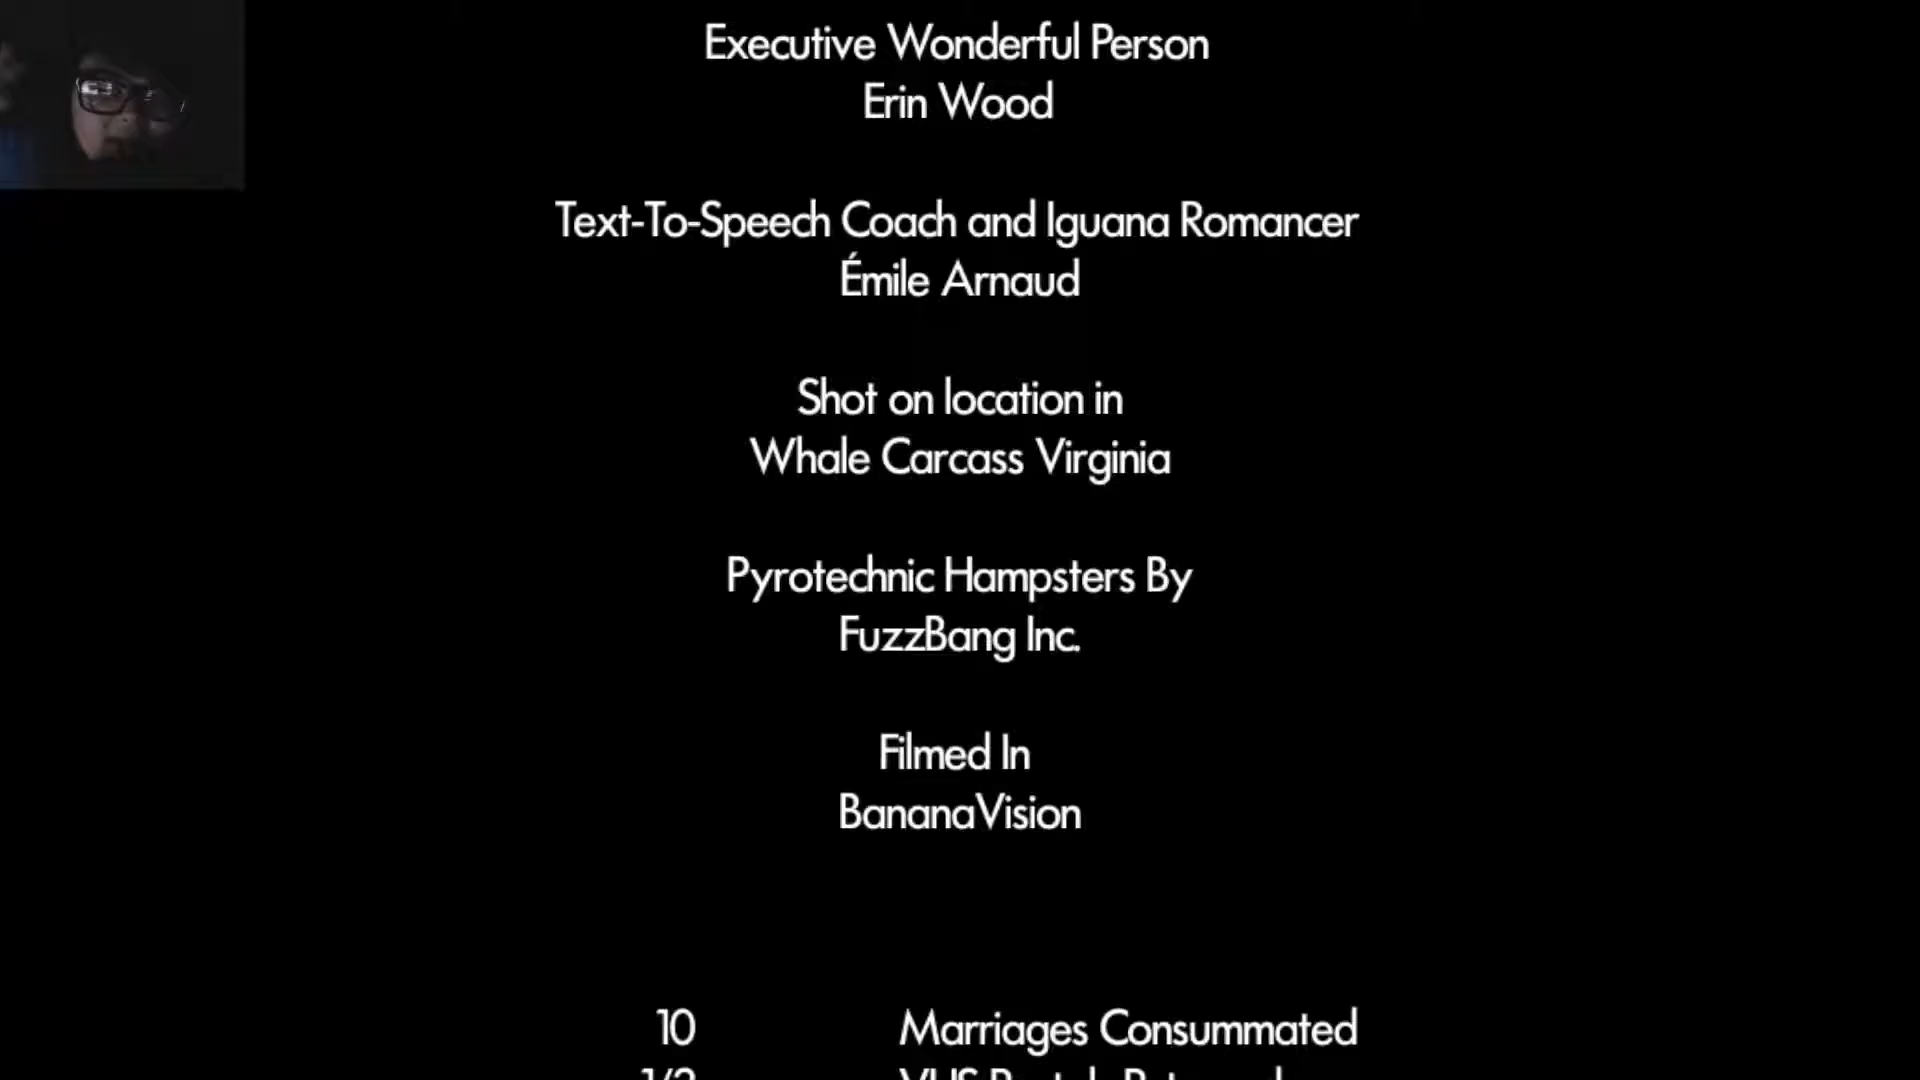 Executive Wonderful Person
Erin Wood
Text-To-Speech Coach and Iguana Romancer
Émile Arnaud
Shot on location in
Whale Carcass Virginia
Pyrotechnic Hampsters By
FuzzBang Inc.
Filmed In
BananaVision
10 Marriages Consummated